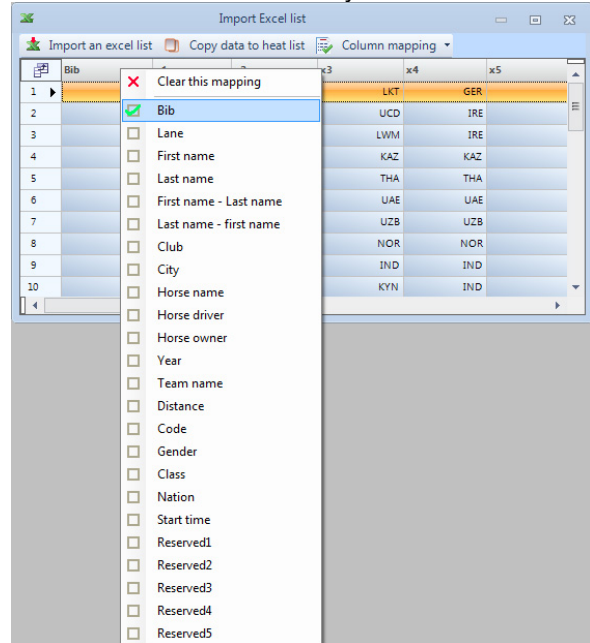 Import Excel list
Import an excel list Copy data to heat list Column mapping
Bib x3 x4 x5
1 LKT GER
2 UCD IRE
3 LWM IRE
4 KAZ KAZ
5 THA THA
6 UAE UAE
7 UZB UZB
8 NOR NOR
9 IND IND
10 KYN IND
Clear this mapping
Bib
Lane
First name
Last name
First name - Last name
Last name - first name
Club
City
Horse name
Horse driver
Horse owner
Year
Team name
Distance
Code
Gender
Class
Nation
Start time
Reserved1
Reserved2
Reserved3
Reserved4
Reserved5